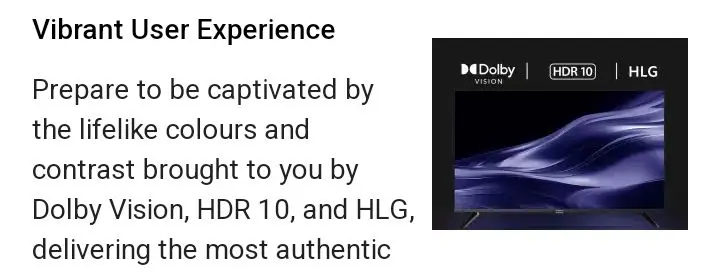 Vibrant User Experience
Prepare to be captivated by
the lifelike colours and
contrast brought to you by
Dolby Vision, HDR 10, and HLG,
delivering the most authentic
Dolby VISION | HDR 10 | HLG